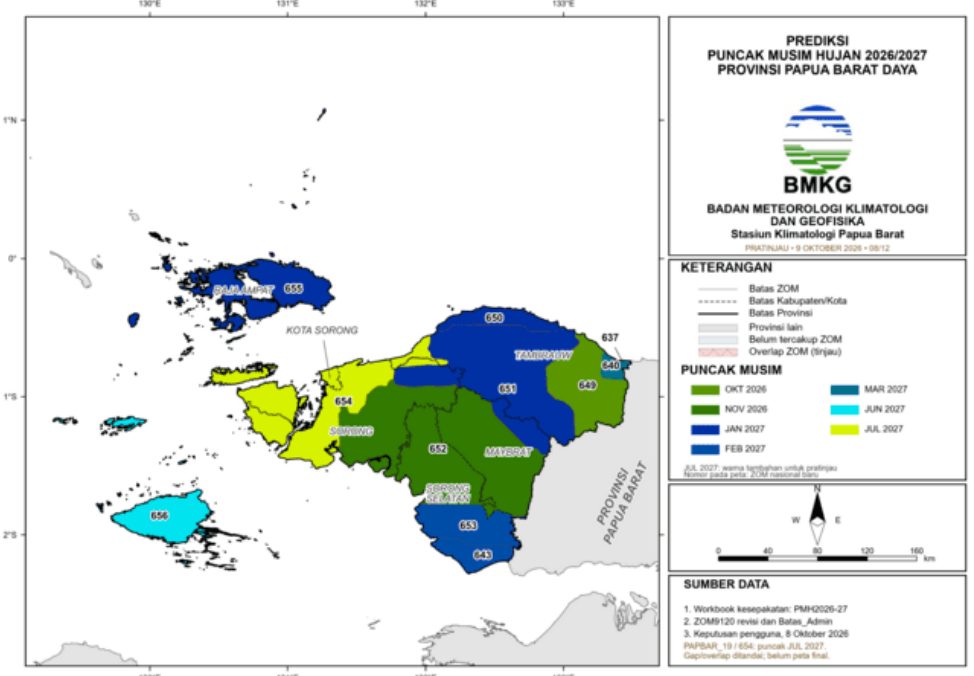 130°E 131°E 132°E 133°E
1°N
0°
1°S
2°S
RAJA AMPAT
655
KOTA SORONG
650
637
TAMBRAUW
640
649
651
654
SORONG
652
MAYBRAT
SORONG
SELATAN
656
653
643
PROVINSI
PAPUA BARAT
PREDIKSI
PUNCAK MUSIM HUJAN 2026/2027
PROVINSI PAPUA BARAT DAYA
BMKG
BADAN METEOROLOGI KLIMATOLOGI
DAN GEOFISIKA
Stasiun Klimatologi Papua Barat
PRATINJAU • 9 OKTOBER 2026 • 08/12
KETERANGAN
Batas ZOM
Batas Kabupaten/Kota
Batas Provinsi
Provinsi lain
Belum tercakup ZOM
Overlap ZOM (tinjau)
PUNCAK MUSIM
OKT 2026
NOV 2026
JAN 2027
FEB 2027
MAR 2027
JUN 2027
JUL 2027
JUL 2027: warna tambahan untuk pratinjau
Nomor pada peta: ZOM nasional baru
N
W E
S
0 40 80 120 160
km
SUMBER DATA
1. Workbook kesepakatan: PMH2026-27
2. ZOM9120 revisi dan Batas_Admin
3. Keputusan pengguna, 8 Oktober 2026
PAPBAR_19 / 654: puncak JUL 2027.
Gap/overlap ditandai; belum peta final.